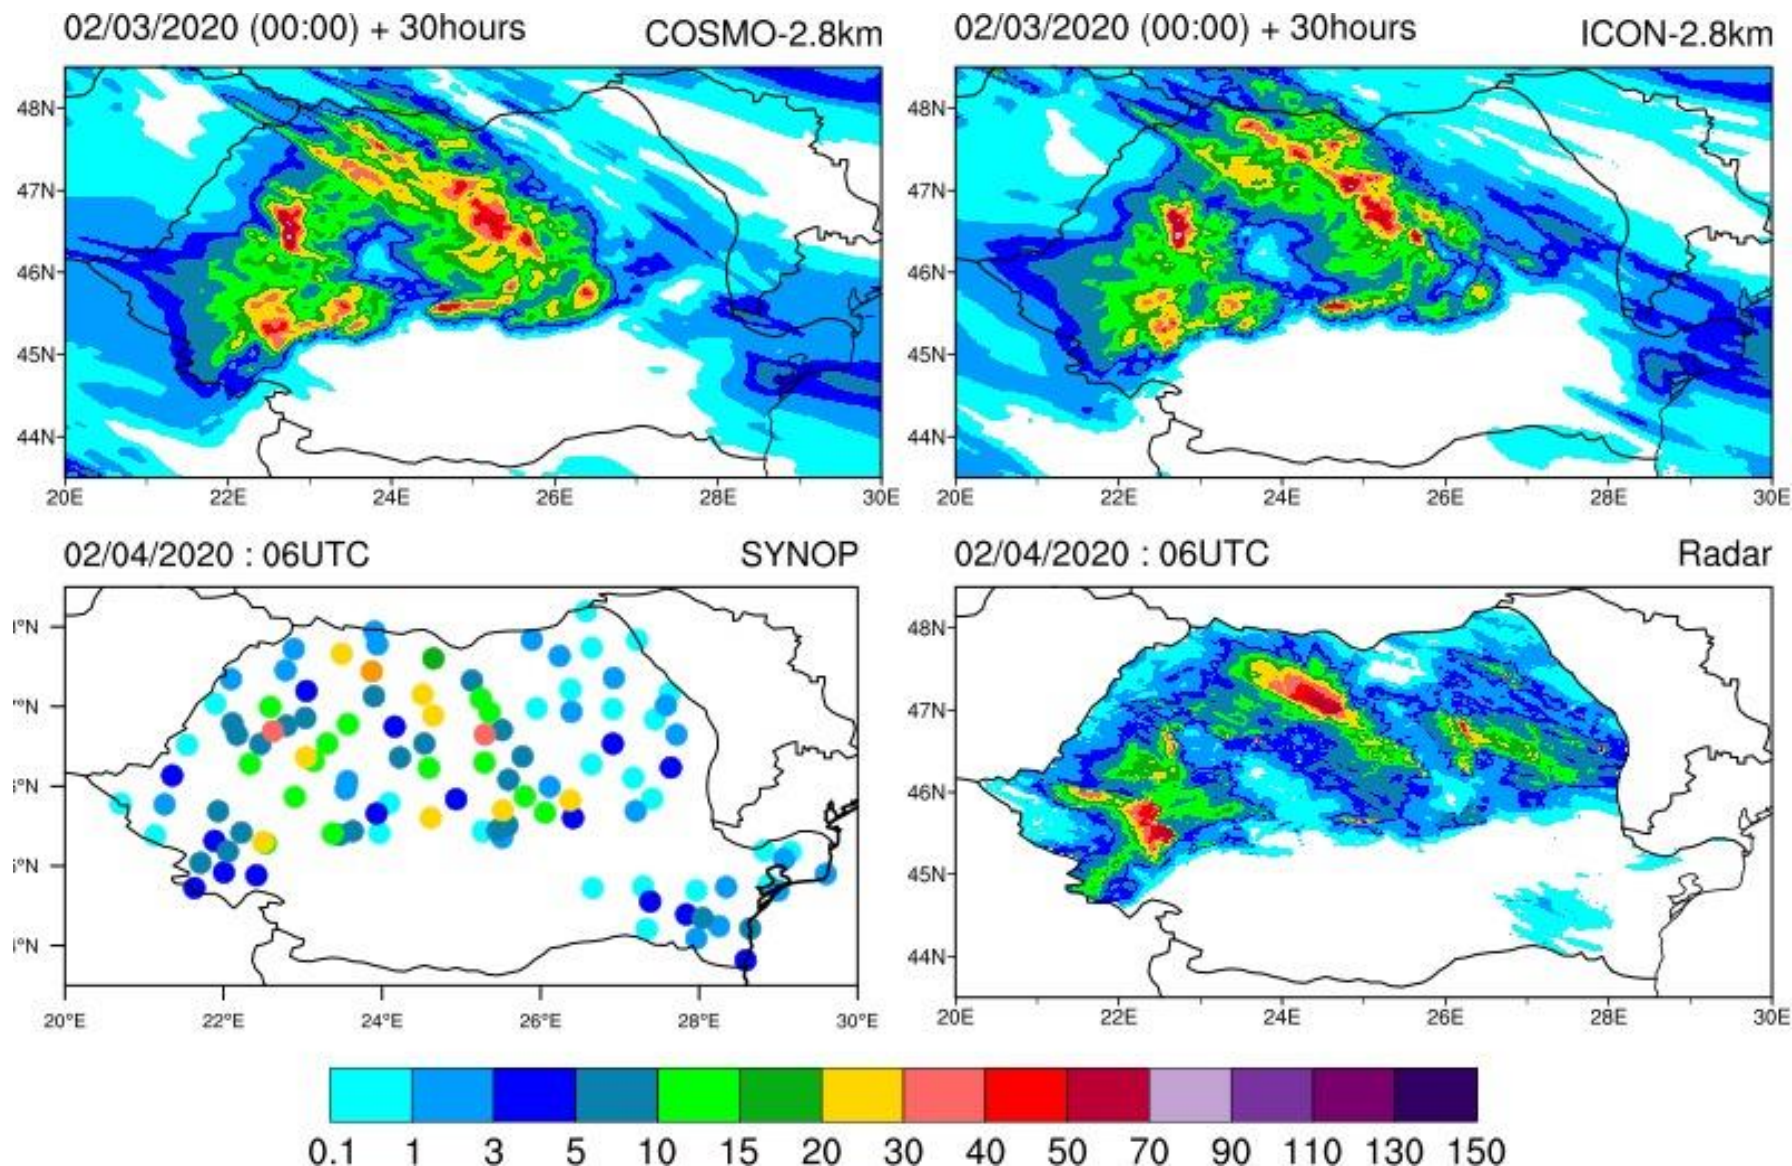 02/03/2020 (00:00) + 30hours COSMO-2.8km
02/03/2020 (00:00) + 30hours ICON-2.8km
48N
47N
46N
45N
44N
20E 22E 24E 26E 28E 30E
48N
47N
46N
45N
44N
20E 22E 24E 26E 28E 30E
02/04/2020 : 06UTC SYNOP
02/04/2020 : 06UTC Radar
°N
°N
°N
°N
°N
20°E 22°E 24°E 26°E 28°E 30°E
48N
47N
46N
45N
44N
20E 22E 24E 26E 28E 30E
0.1 1 3 5 10 15 20 30 40 50 70 90 110 130 150